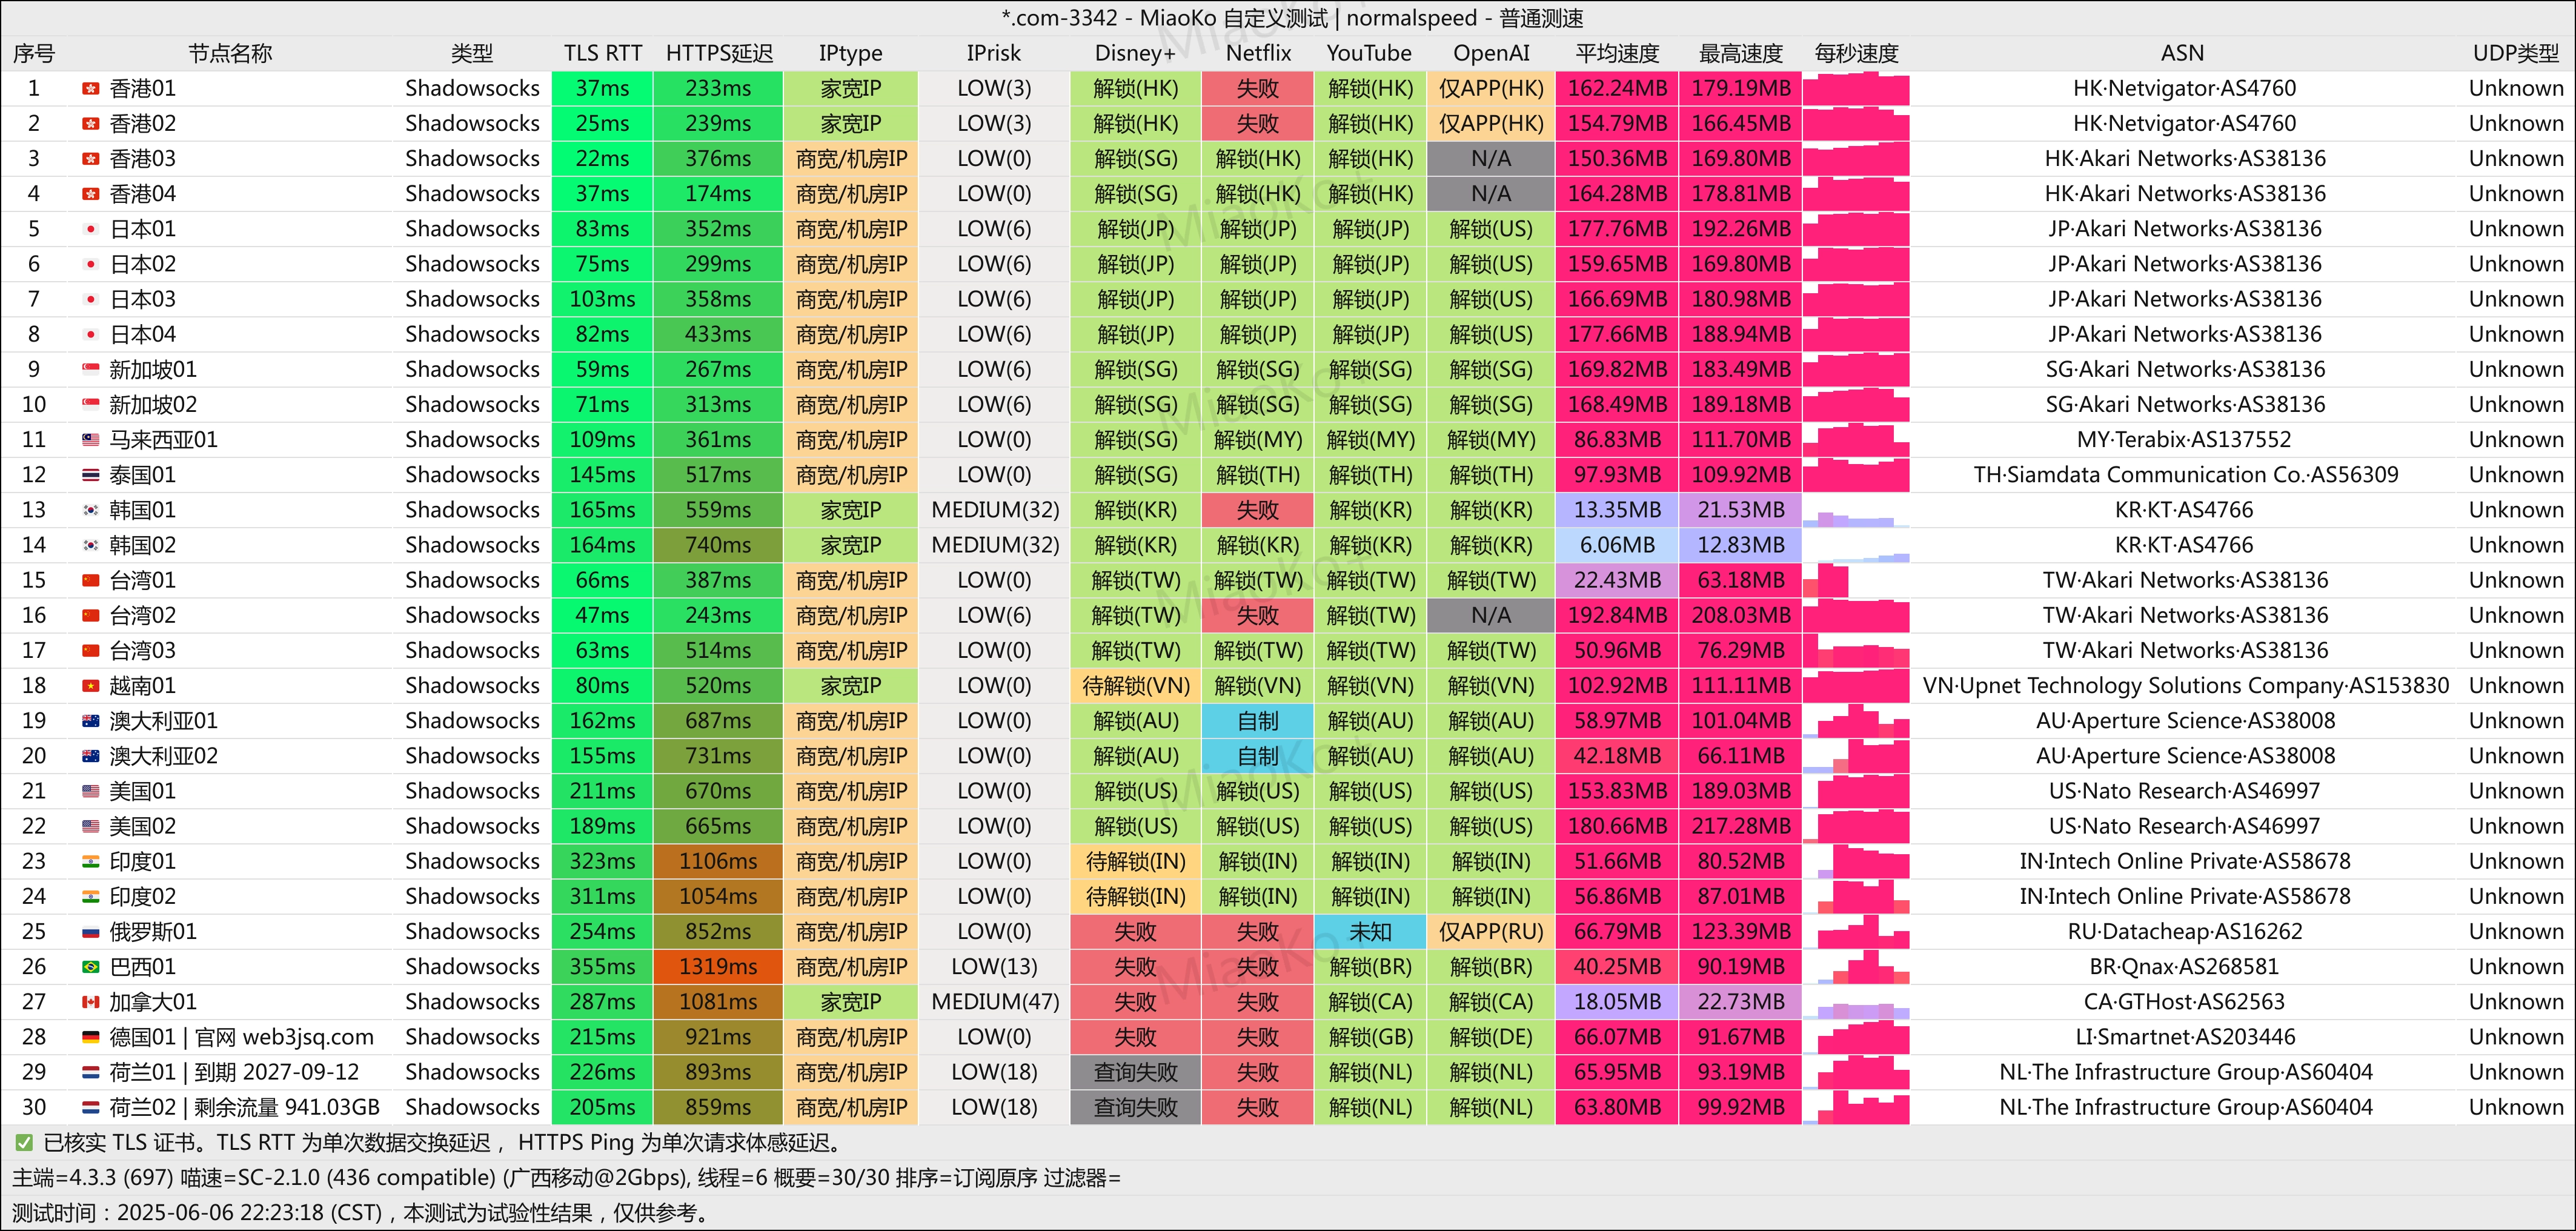 *.com-3342 - MiaoKo 自定义测试 | normalspeed - 普通测速
序号 节点名称 类型 TLS RTT HTTPS延迟 IPtype IPrisk Disney+ Netflix YouTube OpenAI 平均速度 最高速度 每秒速度 ASN UDP类型
1 香港01 Shadowsocks 37ms 233ms 家宽IP LOW(3) 解锁(HK) 失败 解锁(HK) 仅APP(HK) 162.24MB 179.19MB HK·Netvigator·AS4760 Unknown
2 香港02 Shadowsocks 25ms 239ms 家宽IP LOW(3) 解锁(HK) 失败 解锁(HK) 仅APP(HK) 154.79MB 166.45MB HK·Netvigator·AS4760 Unknown
3 香港03 Shadowsocks 22ms 376ms 商宽/机房IP LOW(0) 解锁(SG) 解锁(HK) 解锁(HK) N/A 150.36MB 169.80MB HK·Akari Networks·AS38136 Unknown
4 香港04 Shadowsocks 37ms 174ms 商宽/机房IP LOW(0) 解锁(SG) 解锁(HK) 解锁(HK) N/A 164.28MB 178.81MB HK·Akari Networks·AS38136 Unknown
5 日本01 Shadowsocks 83ms 352ms 商宽/机房IP LOW(6) 解锁(JP) 解锁(JP) 解锁(JP) 解锁(US) 177.76MB 192.26MB JP·Akari Networks·AS38136 Unknown
6 日本02 Shadowsocks 75ms 299ms 商宽/机房IP LOW(6) 解锁(JP) 解锁(JP) 解锁(JP) 解锁(US) 159.65MB 169.80MB JP·Akari Networks·AS38136 Unknown
7 日本03 Shadowsocks 103ms 358ms 商宽/机房IP LOW(6) 解锁(JP) 解锁(JP) 解锁(JP) 解锁(US) 166.69MB 180.98MB JP·Akari Networks·AS38136 Unknown
8 日本04 Shadowsocks 82ms 433ms 商宽/机房IP LOW(6) 解锁(JP) 解锁(JP) 解锁(JP) 解锁(US) 177.66MB 188.94MB JP·Akari Networks·AS38136 Unknown
9 新加坡01 Shadowsocks 59ms 267ms 商宽/机房IP LOW(6) 解锁(SG) 解锁(SG) 解锁(SG) 解锁(SG) 169.82MB 183.49MB SG·Akari Networks·AS38136 Unknown
10 新加坡02 Shadowsocks 71ms 313ms 商宽/机房IP LOW(6) 解锁(SG) 解锁(SG) 解锁(SG) 解锁(SG) 168.49MB 189.18MB SG·Akari Networks·AS38136 Unknown
11 马来西亚01 Shadowsocks 109ms 361ms 商宽/机房IP LOW(0) 解锁(SG) 解锁(MY) 解锁(MY) 解锁(MY) 86.83MB 111.70MB MY·Terabix·AS137552 Unknown
12 泰国01 Shadowsocks 145ms 517ms 商宽/机房IP LOW(0) 解锁(SG) 解锁(TH) 解锁(TH) 解锁(TH) 97.93MB 109.92MB TH·Siamdata Communication Co.·AS56309 Unknown
13 韩国01 Shadowsocks 165ms 559ms 家宽IP MEDIUM(32) 解锁(KR) 失败 解锁(KR) 解锁(KR) 13.35MB 21.53MB KR·KT·AS4766 Unknown
14 韩国02 Shadowsocks 164ms 740ms 家宽IP MEDIUM(32) 解锁(KR) 解锁(KR) 解锁(KR) 解锁(KR) 6.06MB 12.83MB KR·KT·AS4766 Unknown
15 台湾01 Shadowsocks 66ms 387ms 商宽/机房IP LOW(0) 解锁(TW) 解锁(TW) 解锁(TW) 解锁(TW) 22.43MB 63.18MB TW·Akari Networks·AS38136 Unknown
16 台湾02 Shadowsocks 47ms 243ms 商宽/机房IP LOW(6) 解锁(TW) 失败 解锁(TW) N/A 192.84MB 208.03MB TW·Akari Networks·AS38136 Unknown
17 台湾03 Shadowsocks 63ms 514ms 商宽/机房IP LOW(0) 解锁(TW) 解锁(TW) 解锁(TW) 解锁(TW) 50.96MB 76.29MB TW·Akari Networks·AS38136 Unknown
18 越南01 Shadowsocks 80ms 520ms 家宽IP LOW(0) 待解锁(VN) 解锁(VN) 解锁(VN) 解锁(VN) 102.92MB 111.11MB VN·Upnet Technology Solutions Company·AS153830 Unknown
19 澳大利亚01 Shadowsocks 162ms 687ms 商宽/机房IP LOW(0) 解锁(AU) 自制 解锁(AU) 解锁(AU) 58.97MB 101.04MB AU·Aperture Science·AS38008 Unknown
20 澳大利亚02 Shadowsocks 155ms 731ms 商宽/机房IP LOW(0) 解锁(AU) 自制 解锁(AU) 解锁(AU) 42.18MB 66.11MB AU·Aperture Science·AS38008 Unknown
21 美国01 Shadowsocks 211ms 670ms 商宽/机房IP LOW(0) 解锁(US) 解锁(US) 解锁(US) 解锁(US) 153.83MB 189.03MB US·Nato Research·AS46997 Unknown
22 美国02 Shadowsocks 189ms 665ms 商宽/机房IP LOW(0) 解锁(US) 解锁(US) 解锁(US) 解锁(US) 180.66MB 217.28MB US·Nato Research·AS46997 Unknown
23 印度01 Shadowsocks 323ms 1106ms 商宽/机房IP LOW(0) 待解锁(IN) 解锁(IN) 解锁(IN) 解锁(IN) 51.66MB 80.52MB IN·Intech Online Private·AS58678 Unknown
24 印度02 Shadowsocks 311ms 1054ms 商宽/机房IP LOW(0) 待解锁(IN) 解锁(IN) 解锁(IN) 解锁(IN) 56.86MB 87.01MB IN·Intech Online Private·AS58678 Unknown
25 俄罗斯01 Shadowsocks 254ms 852ms 商宽/机房IP LOW(0) 失败 失败 未知 仅APP(RU) 66.79MB 123.39MB RU·Datacheap·AS16262 Unknown
26 巴西01 Shadowsocks 355ms 1319ms 商宽/机房IP LOW(13) 失败 失败 解锁(BR) 解锁(BR) 40.25MB 90.19MB BR·Qnax·AS268581 Unknown
27 加拿大01 Shadowsocks 287ms 1081ms 家宽IP MEDIUM(47) 失败 失败 解锁(CA) 解锁(CA) 18.05MB 22.73MB CA·GTHost·AS62563 Unknown
28 德国01 | 官网 web3jsq.com Shadowsocks 215ms 921ms 商宽/机房IP LOW(0) 失败 失败 解锁(GB) 解锁(DE) 66.07MB 91.67MB LI·Smartnet·AS203446 Unknown
29 荷兰01 | 到期 2027-09-12 Shadowsocks 226ms 893ms 商宽/机房IP LOW(18) 查询失败 失败 解锁(NL) 解锁(NL) 65.95MB 93.19MB NL·The Infrastructure Group·AS60404 Unknown
30 荷兰02 | 剩余流量 941.03GB Shadowsocks 205ms 859ms 商宽/机房IP LOW(18) 查询失败 失败 解锁(NL) 解锁(NL) 63.80MB 99.92MB NL·The Infrastructure Group·AS60404 Unknown
✅ 已核实 TLS 证书。TLS RTT 为单次数据交换延迟， HTTPS Ping 为单次请求体感延迟。
主端=4.3.3 (697) 喵速=SC-2.1.0 (436 compatible) (广西移动@2Gbps), 线程=6 概要=30/30 排序=订阅原序 过滤器=
测试时间：2025-06-06 22:23:18 (CST)，本测试为试验性结果，仅供参考。